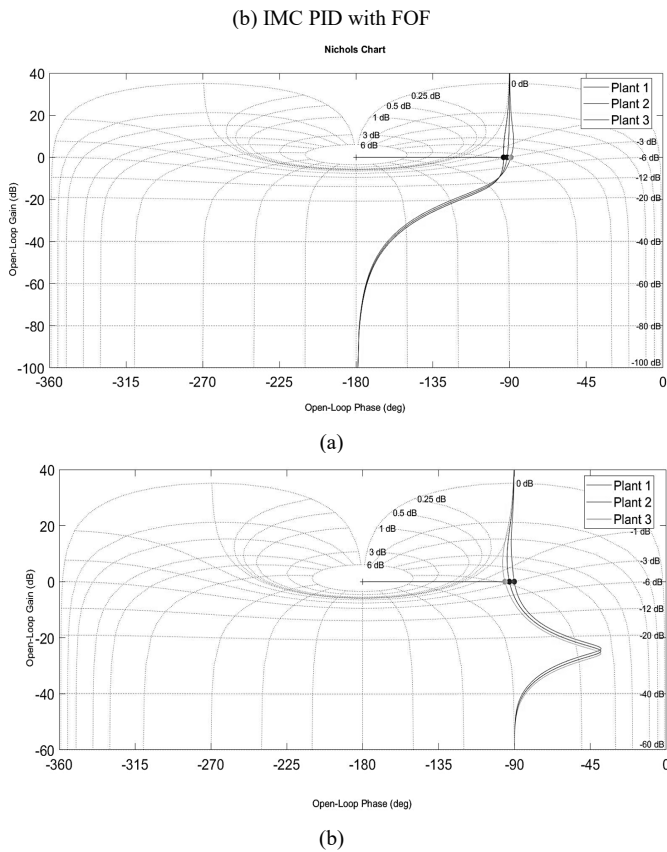 (b) IMC PID with FOF
Nichols Chart
40
20
0
-20
-40
-60
-80
-100
Open-Loop Gain (dB)
0 dB
0.25 dB
0.5 dB
1 dB
3 dB
6 dB
-3 dB
-6 dB
-12 dB
-20 dB
-40 dB
-60 dB
-80 dB
-100 dB
Plant 1
Plant 2
Plant 3
-360 -315 -270 -225 -180 -135 -90 -45 0
Open-Loop Phase (deg)
(a)
40
20
0
-20
-40
-60
Open-Loop Gain (dB)
0 dB
0.25 dB
0.5 dB
1 dB
3 dB
6 dB
-1 dB
-3 dB
-6 dB
-12 dB
-20 dB
-40 dB
-60 dB
Plant 1
Plant 2
Plant 3
-360 -315 -270 -225 -180 -135 -90 -45 0
Open-Loop Phase (deg)
(b)